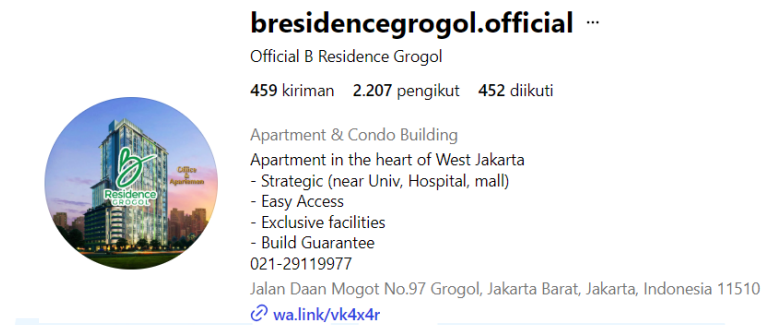 bresidencegrogol.official ...
Official B Residence Grogol
459 kiriman 2.207 pengikut 452 diikuti
B
Residence
GROGOL
Office
&
Apartemen
Apartment & Condo Building
Apartment in the heart of West Jakarta
- Strategic (near Univ, Hospital, mall)
- Easy Access
- Exclusive facilities
- Build Guarantee
021-29119977
Jalan Daan Mogot No.97 Grogol, Jakarta Barat, Jakarta, Indonesia 11510
wa.link/vk4x4r